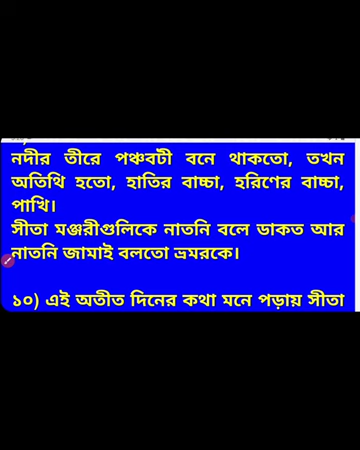 নদীর তীরে পঞ্চবটী বনে থাকতো, তখন
অতিথি হতো, হাতির বাচ্চা, হরিণের বাচ্চা,
পাখি।
সীতা মঞ্জরীগুলিকে নাতনি বলে ডাকত আর
নাতনি জামাই বলতো ভ্রমরকে।
১০) এই অতীত দিনের কথা মনে পড়ায় সীতা